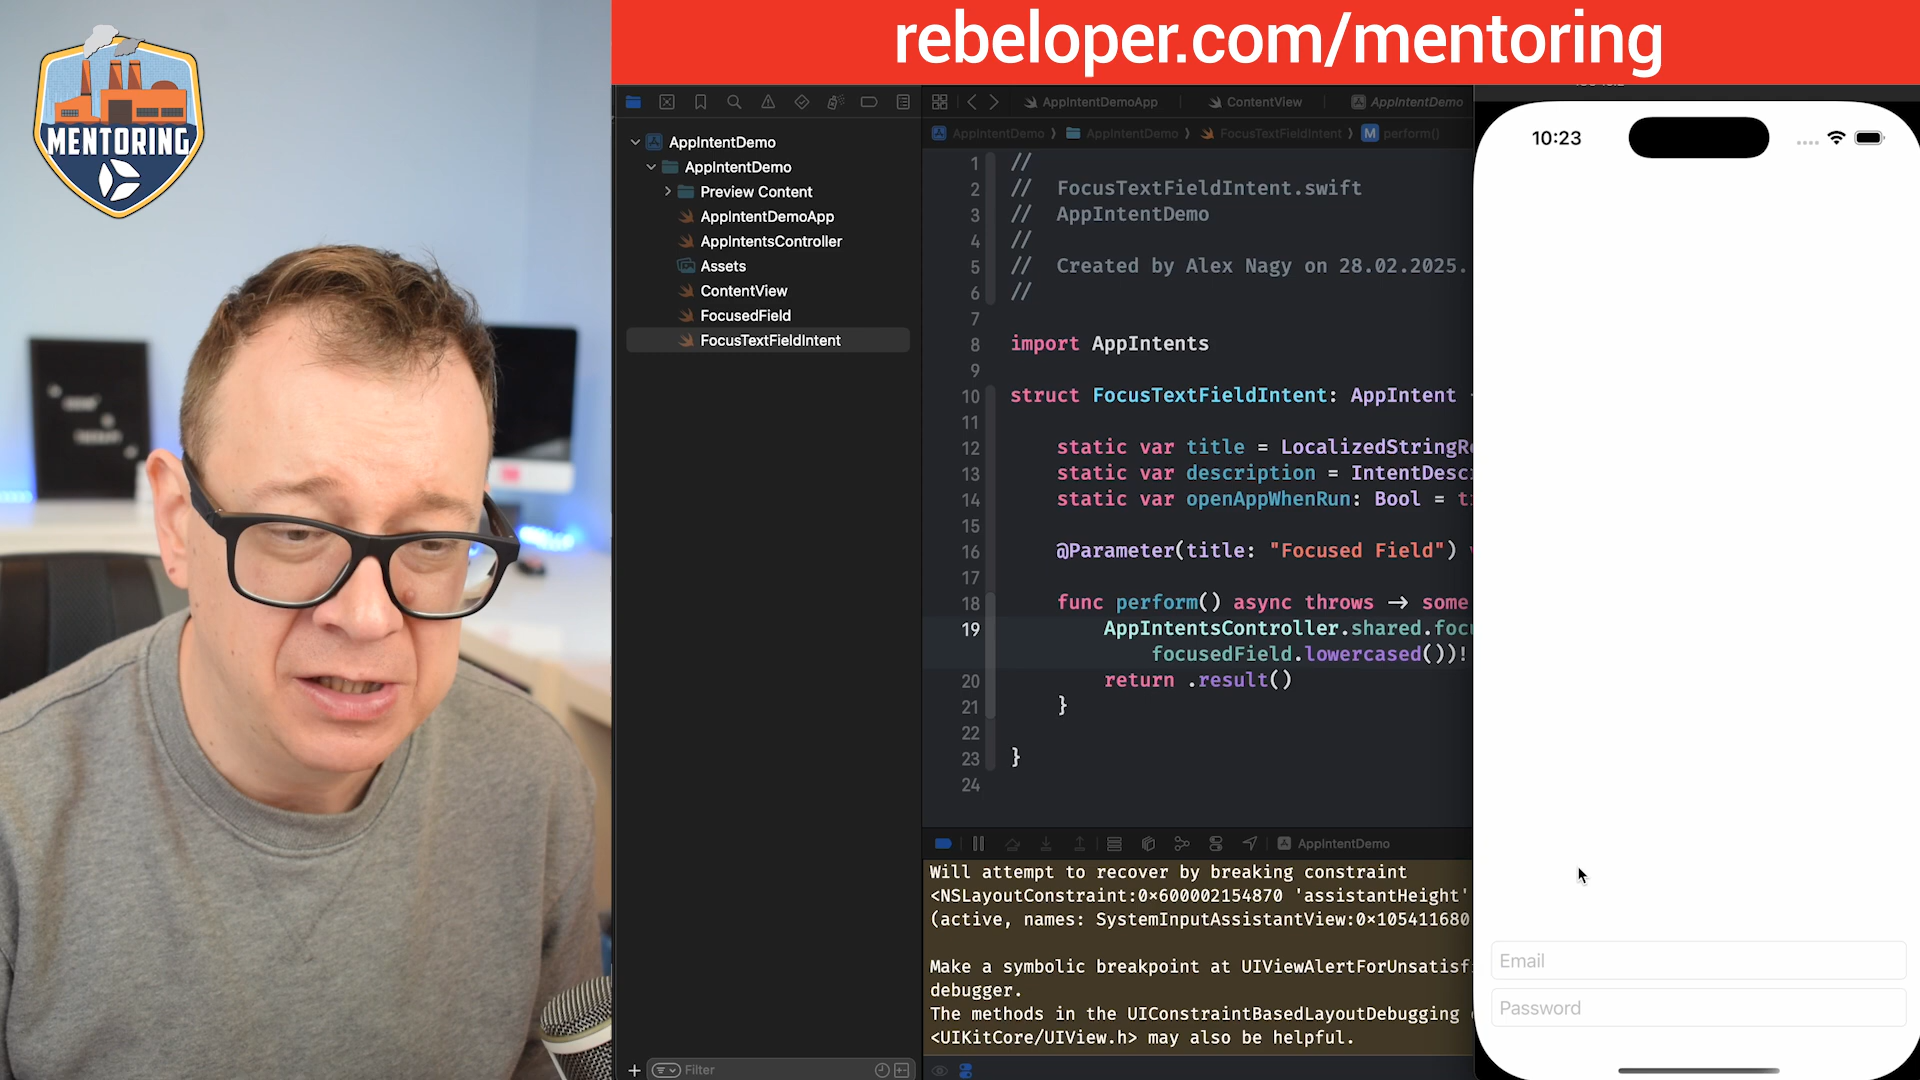 rebeloper.com/mentoring
MENTORING
AppIntentDemo
AppIntentDemo
Preview Content
AppIntentDemoApp
AppIntentsController
Assets
ContentView
FocusedField
FocusTextFieldIntent
Filter
AppIntentDemoApp
ContentView
AppIntentDemo
AppIntentDemo
AppIntentDemo
FocusTextFieldIntent
M perform()
1 //
2 // FocusTextFieldIntent.swift
3 // AppIntentDemo
4 //
5 // Created by Alex Nagy on 28.02.2025.
6 //
7
8 import AppIntents
9
10 struct FocusTextFieldIntent: AppIntent
11
12 static var title = LocalizedStringRe
13 static var description = IntentDesc
14 static var openAppWhenRun: Bool = t
15
16 @Parameter(title: "Focused Field")
17
18 func perform() async throws -> some
19 AppIntentsController.shared.focu
focusedField.lowercased())!
20 return .result()
21 }
22
23 }
24
AppIntentDemo
Will attempt to recover by breaking constraint
<NSLayoutConstraint:0x600002154870 'assistantHeight'
(active, names: SystemInputAssistantView:0x105411680
Make a symbolic breakpoint at UIViewAlertForUnsatisf
debugger.
The methods in the UIConstraintBasedLayoutDebugging
<UIKitCore/UIView.h> may also be helpful.
10:23
Email
Password